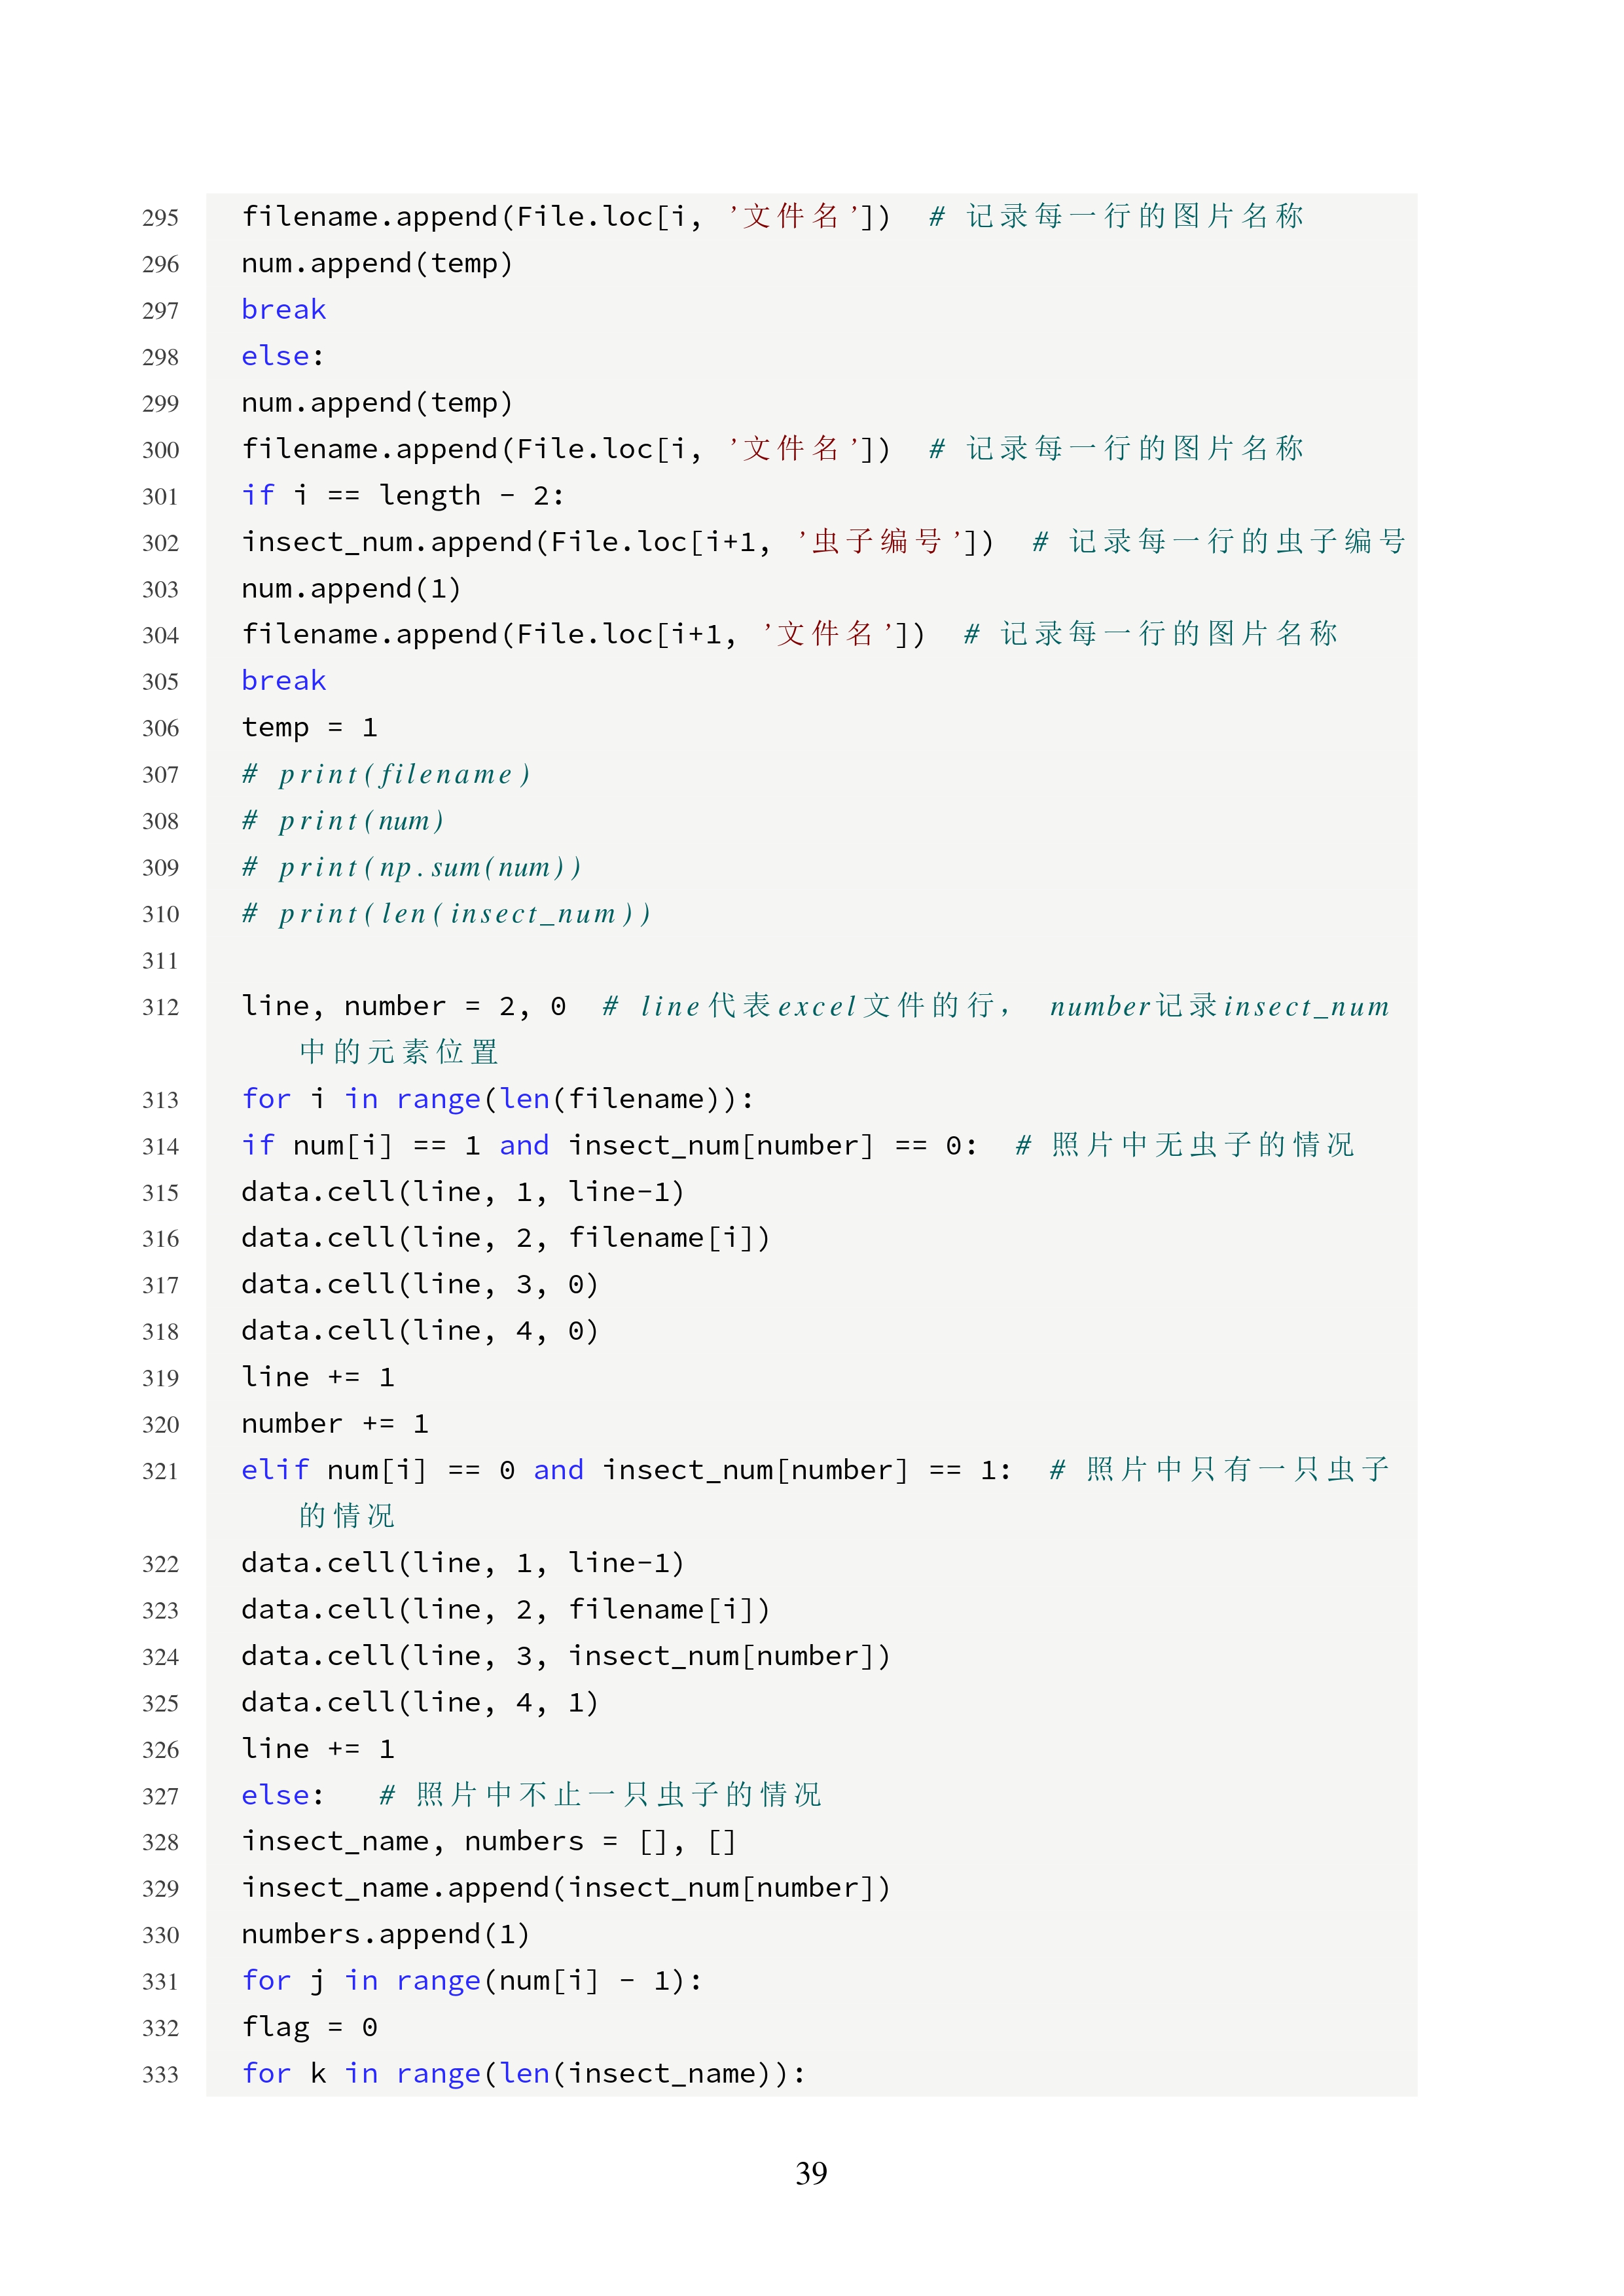 295 filename.append(File.loc[i, '文件名'])  # 记录每一行的图片名称
296 num.append(temp)
297 break
298 else:
299 num.append(temp)
300 filename.append(File.loc[i, '文件名'])  # 记录每一行的图片名称
301 if i == length - 2:
302 insect_num.append(File.loc[i+1, '虫子编号'])  # 记录每一行的虫子编号
303 num.append(1)
304 filename.append(File.loc[i+1, '文件名'])  # 记录每一行的图片名称
305 break
306 temp = 1
307 # print(filename)
308 # print(num)
309 # print(np.sum(num))
310 # print(len(insect_num))
311
312 line, number = 2, 0  # line代表excel文件的行， number记录insect_num
中的元素位置
313 for i in range(len(filename)):
314 if num[i] == 1 and insect_num[number] == 0:  # 照片中无虫子的情况
315 data.cell(line, 1, line-1)
316 data.cell(line, 2, filename[i])
317 data.cell(line, 3, 0)
318 data.cell(line, 4, 0)
319 line += 1
320 number += 1
321 elif num[i] == 0 and insect_num[number] == 1:  # 照片中只有一只虫子
的情况
322 data.cell(line, 1, line-1)
323 data.cell(line, 2, filename[i])
324 data.cell(line, 3, insect_num[number])
325 data.cell(line, 4, 1)
326 line += 1
327 else:   # 照片中不止一只虫子的情况
328 insect_name, numbers = [], []
329 insect_name.append(insect_num[number])
330 numbers.append(1)
331 for j in range(num[i] - 1):
332 flag = 0
333 for k in range(len(insect_name)):
39